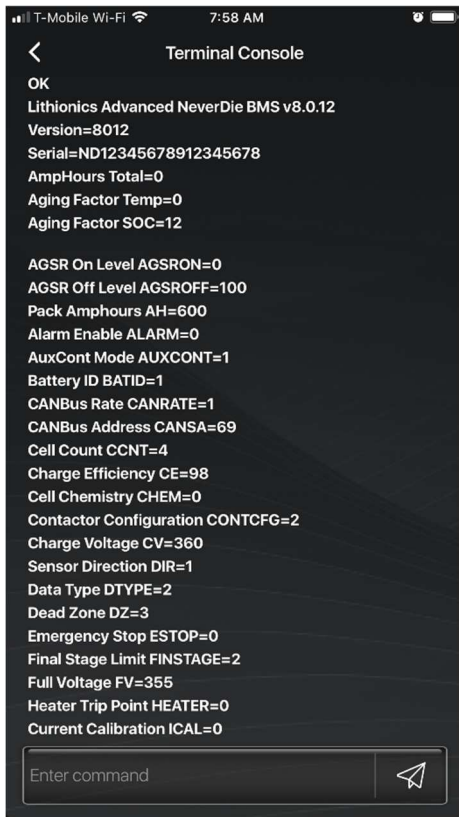 T-Mobile Wi-Fi 7:58 AM
Terminal Console
OK
Lithionics Advanced NeverDie BMS v8.0.12
Version=8012
Serial=ND12345678912345678
AmpHours Total=0
Aging Factor Temp=0
Aging Factor SOC=12
AGSR On Level AGSRON=0
AGSR Off Level AGSROFF=100
Pack Amphours AH=600
Alarm Enable ALARM=0
AuxCont Mode AUXCONT=1
Battery ID BATID=1
CANBus Rate CANRATE=1
CANBus Address CANSA=69
Cell Count CCNT=4
Charge Efficiency CE=98
Cell Chemistry CHEM=0
Contactor Configuration CONTCFG=2
Charge Voltage CV=360
Sensor Direction DIR=1
Data Type DTYPE=2
Dead Zone DZ=3
Emergency Stop ESTOP=0
Final Stage Limit FINSTAGE=2
Full Voltage FV=355
Heater Trip Point HEATER=0
Current Calibration ICAL=0
Enter command